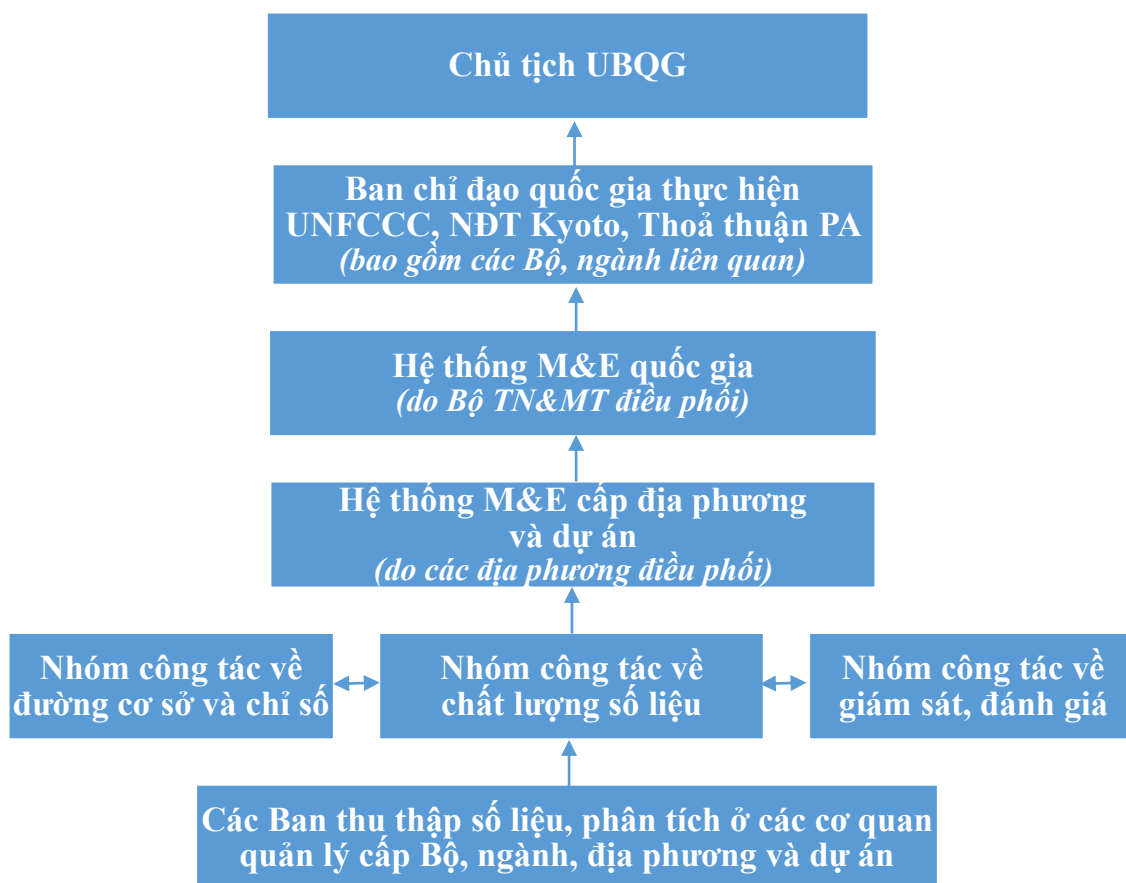 Chủ tịch UBQG
Ban chỉ đạo quốc gia thực hiện
UNFCCC, NĐT Kyoto, Thoả thuận PA
(bao gồm các Bộ, ngành liên quan)
Hệ thống M&E quốc gia
(do Bộ TN&MT điều phối)
Hệ thống M&E cấp địa phương
và dự án
(do các địa phương điều phối)
Nhóm công tác về
đường cơ sở và chỉ số
Nhóm công tác về
chất lượng số liệu
Nhóm công tác về
giám sát, đánh giá
Các Ban thu thập số liệu, phân tích ở các cơ quan
quản lý cấp Bộ, ngành, địa phương và dự án